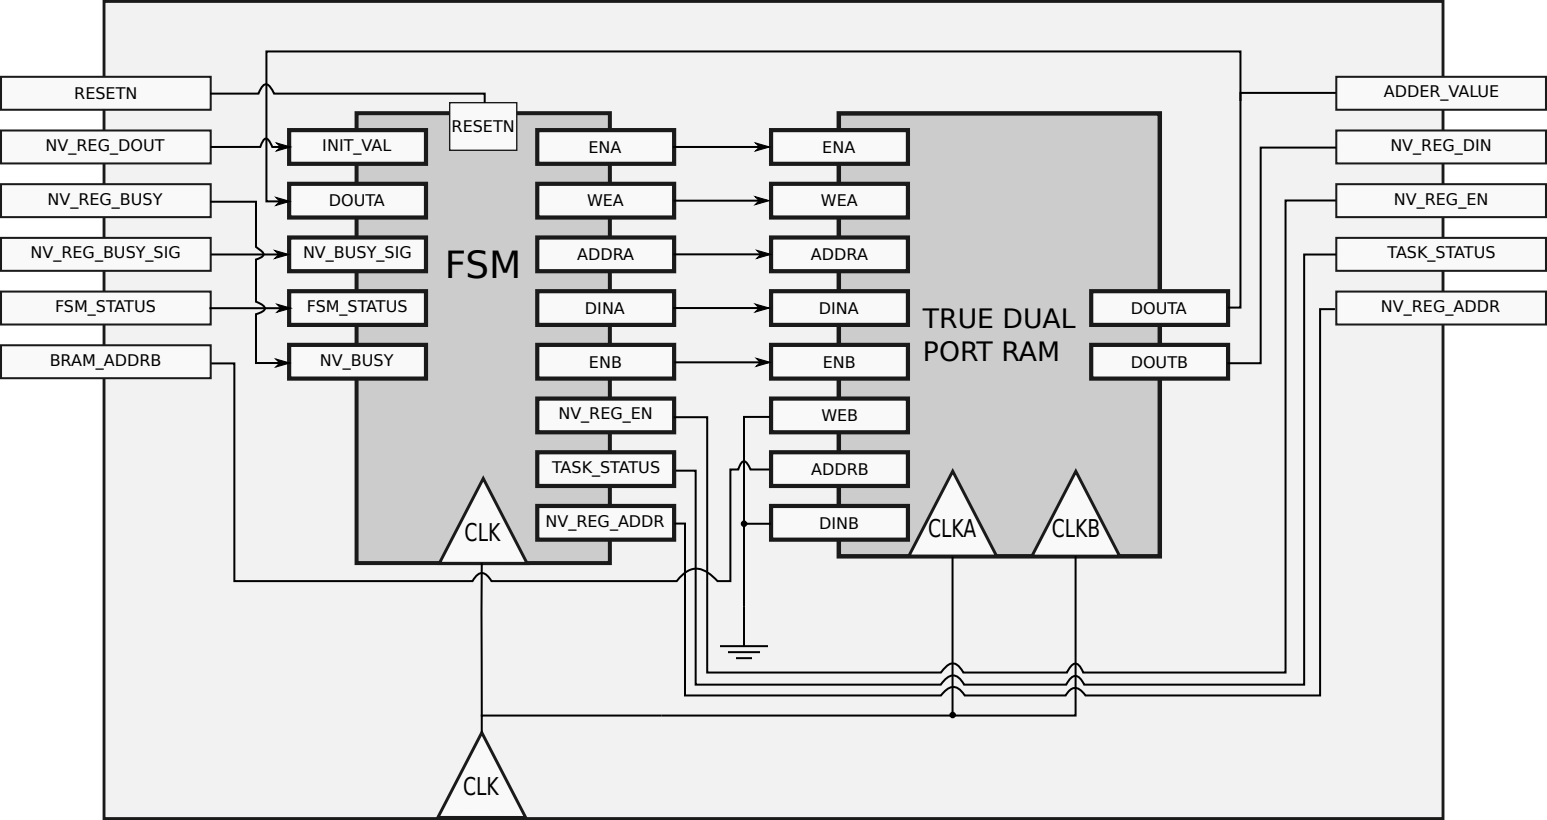 RESETN
NV_REG_DOUT
NV_REG_BUSY
NV_REG_BUSY_SIG
FSM_STATUS
BRAM_ADDRB
INIT_VAL
DOUTA
NV_BUSY_SIG
FSM_STATUS
NV_BUSY
RESETN
FSM
CLK
ENA
WEA
ADDRA
DINA
ENB
NV_REG_EN
TASK_STATUS
NV_REG_ADDR
ENA
WEA
ADDRA
DINA
ENB
WEB
ADDRB
DINB
TRUE DUAL
PORT RAM
CLKA
CLKB
DOUTA
DOUTB
ADDER_VALUE
NV_REG_DIN
NV_REG_EN
TASK_STATUS
NV_REG_ADDR
CLK